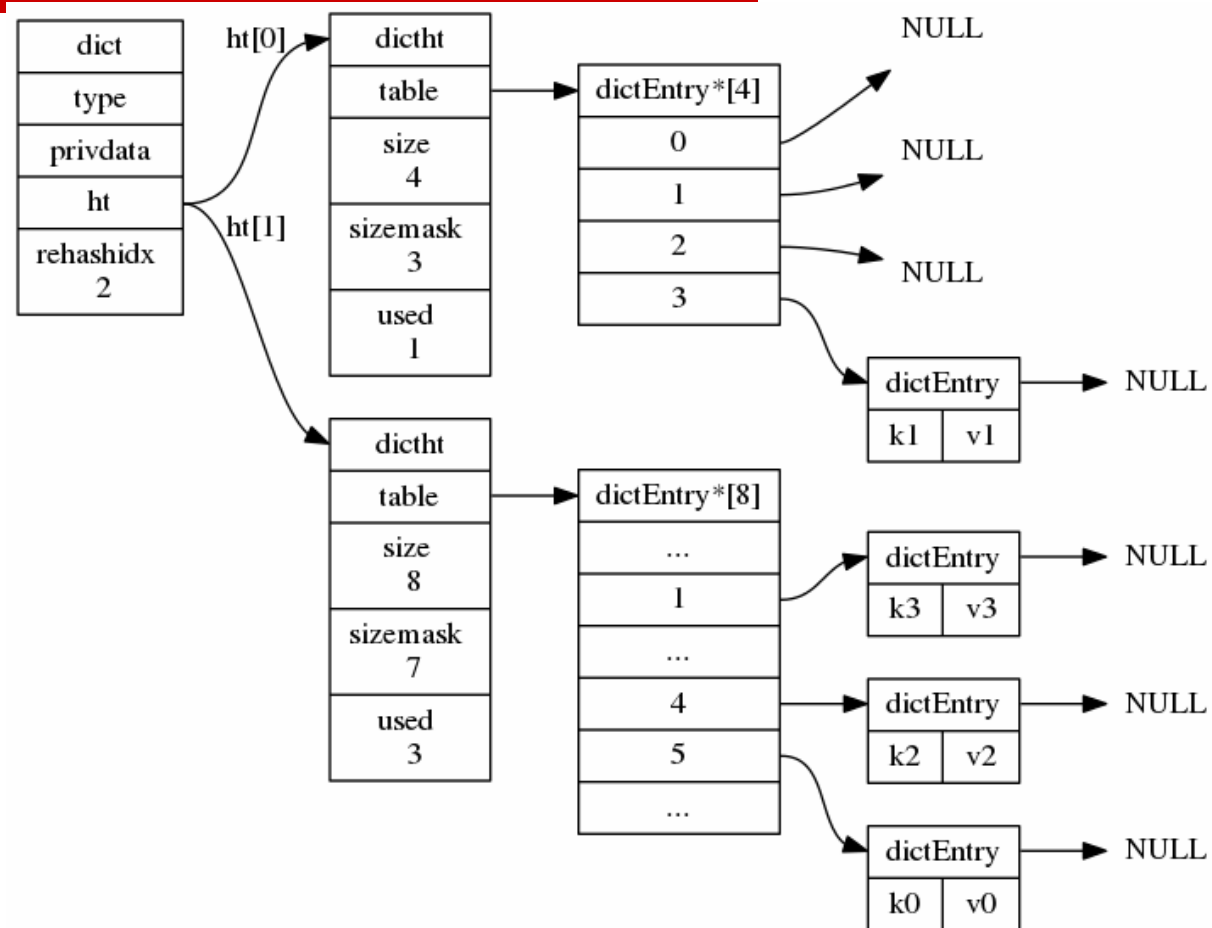 dict
type
privdata
ht
rehashidx
2
ht[0]
ht[1]
dictht
table
size
4
sizemask
3
used
1
dictEntry*[4]
0
1
2
3
NULL
NULL
NULL
dictEntry
k1 v1
NULL
dictht
table
size
8
sizemask
7
used
3
dictEntry*[8]
...
1
...
4
5
...
dictEntry
k3 v3
NULL
dictEntry
k2 v2
NULL
dictEntry
k0 v0
NULL